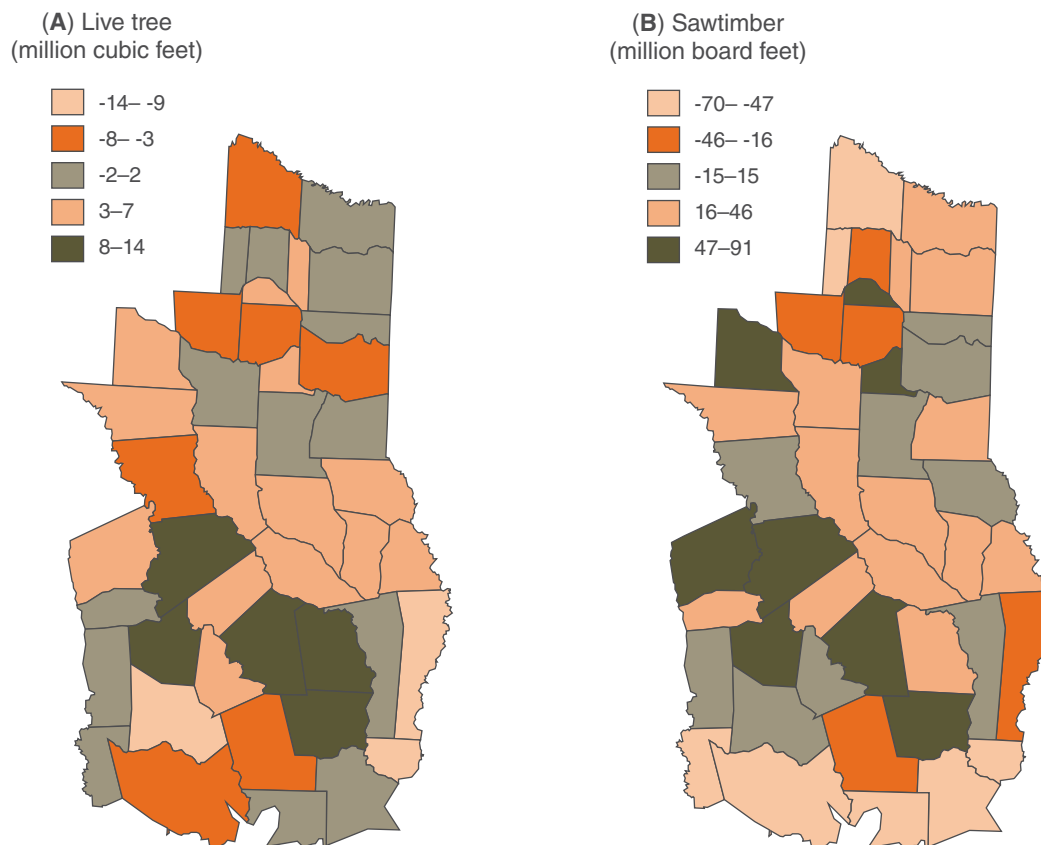 (A) Live tree
(million cubic feet)
-14– -9
-8– -3
-2–2
3–7
8–14
(B) Sawtimber
(million board feet)
-70– -47
-46– -16
-15–15
16–46
47–91